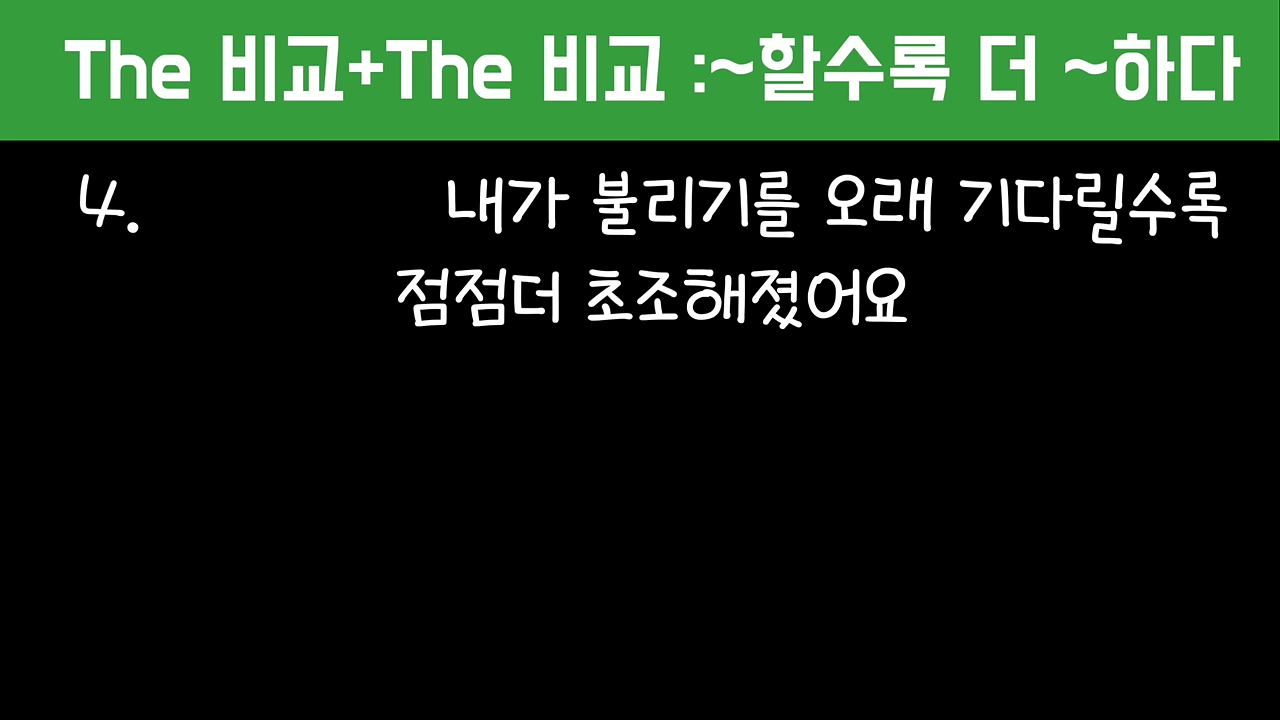 The 비교+The 비교 :~할수록 더 ~하다
4. 내가 불리기를 오래 기다릴수록
점점더 초조해졌어요